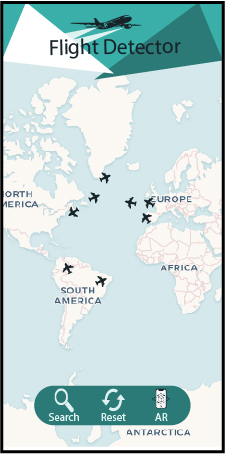 Flight Detector
NORTH
AMERICA
EUROPE
AFRICA
SOUTH
AMERICA
Search Reset AR
ANTARCTICA